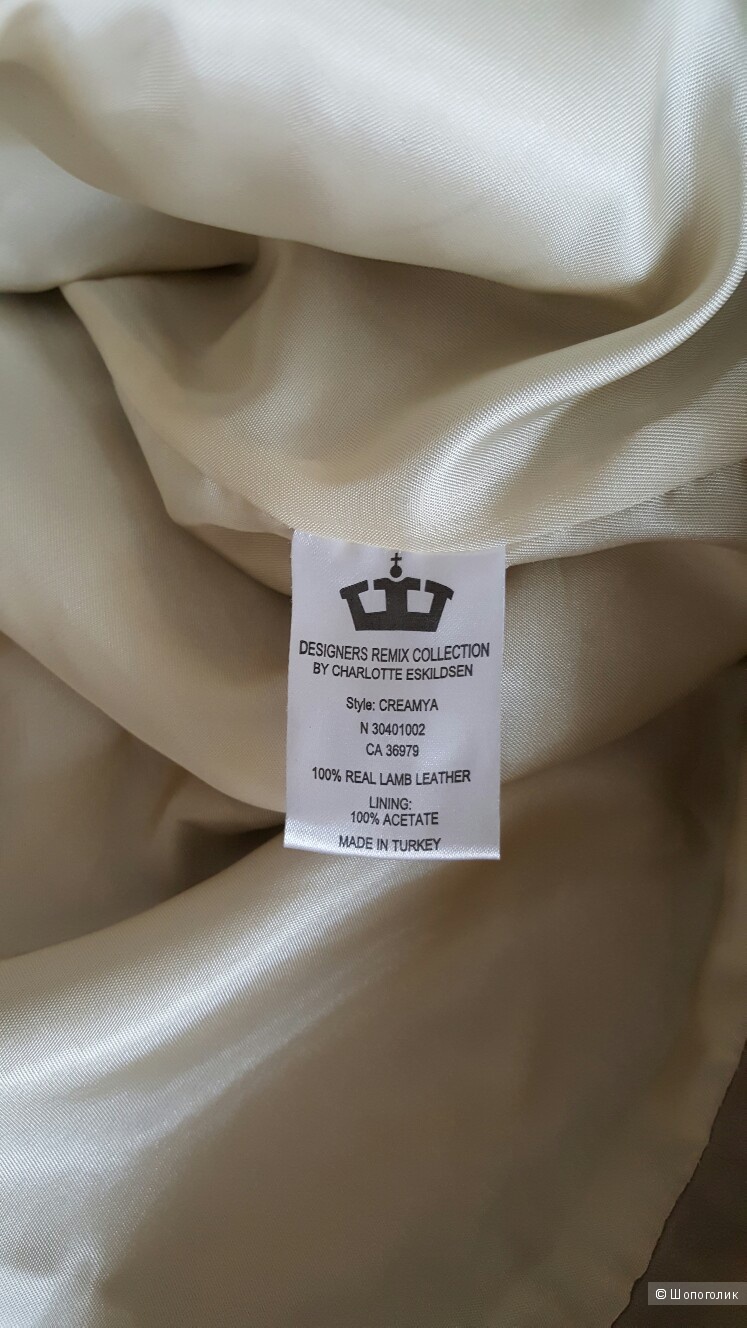 DESIGNERS REMIX COLLECTION
BY CHARLOTTE ESKILDSEN
Style: CREAMYA
N 30401002
CA 36979
100% REAL LAMB LEATHER
LINING:
100% ACETATE
MADE IN TURKEY
© Шопоголик